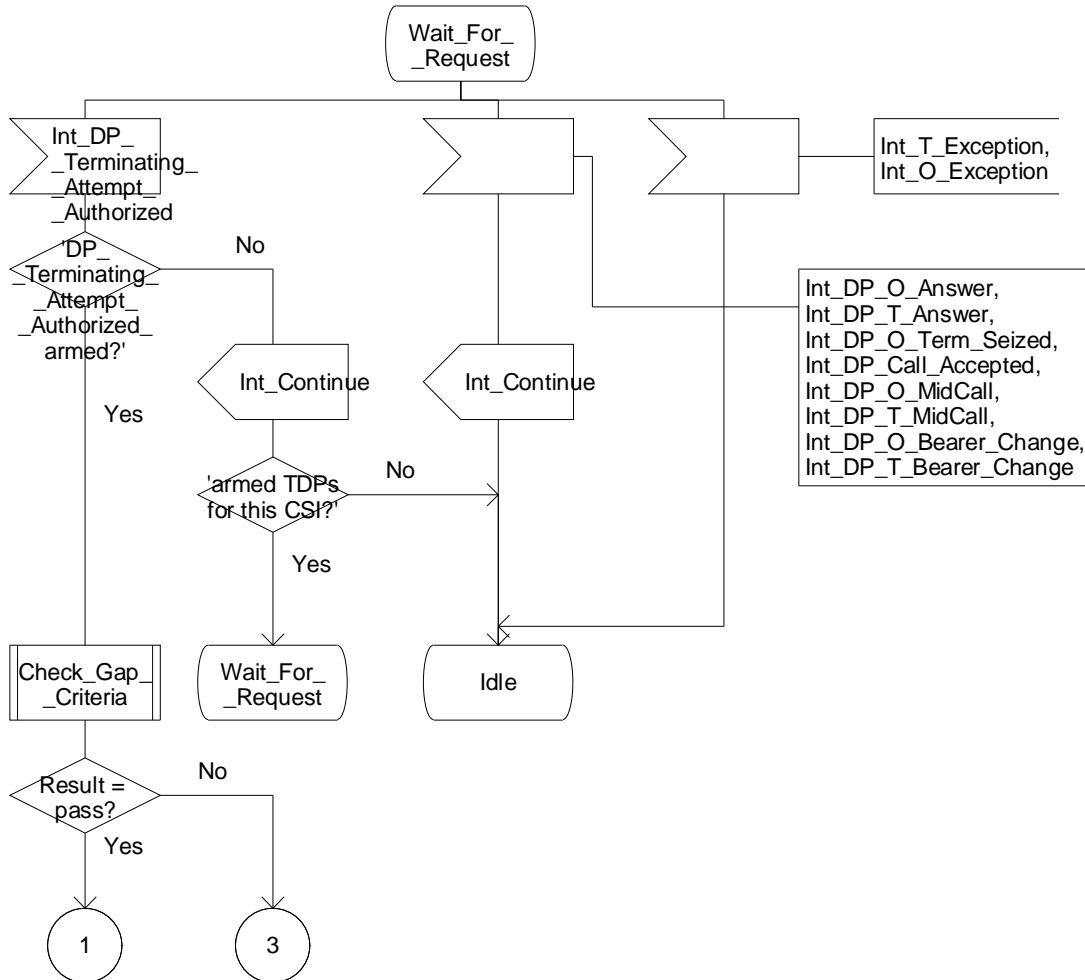 Wait_For_
_Request
Int_DP_
_Terminating_
_Attempt_
_Authorized
Int_T_Exception,
Int_O_Exception
'DP_
_Terminating_
_Attempt_
_Authorized_
armed?'
No
Yes
Int_DP_O_Answer,
Int_DP_T_Answer,
Int_DP_O_Term_Seized,
Int_DP_Call_Accepted,
Int_DP_O_MidCall,
Int_DP_T_MidCall,
Int_DP_O_Bearer_Change,
Int_DP_T_Bearer_Change
Int_Continue
Int_Continue
'armed TDPs
for this CSI?'
No
Yes
Check_Gap_
_Criteria
Wait_For_
_Request
Idle
Result =
pass?
No
Yes
1
3